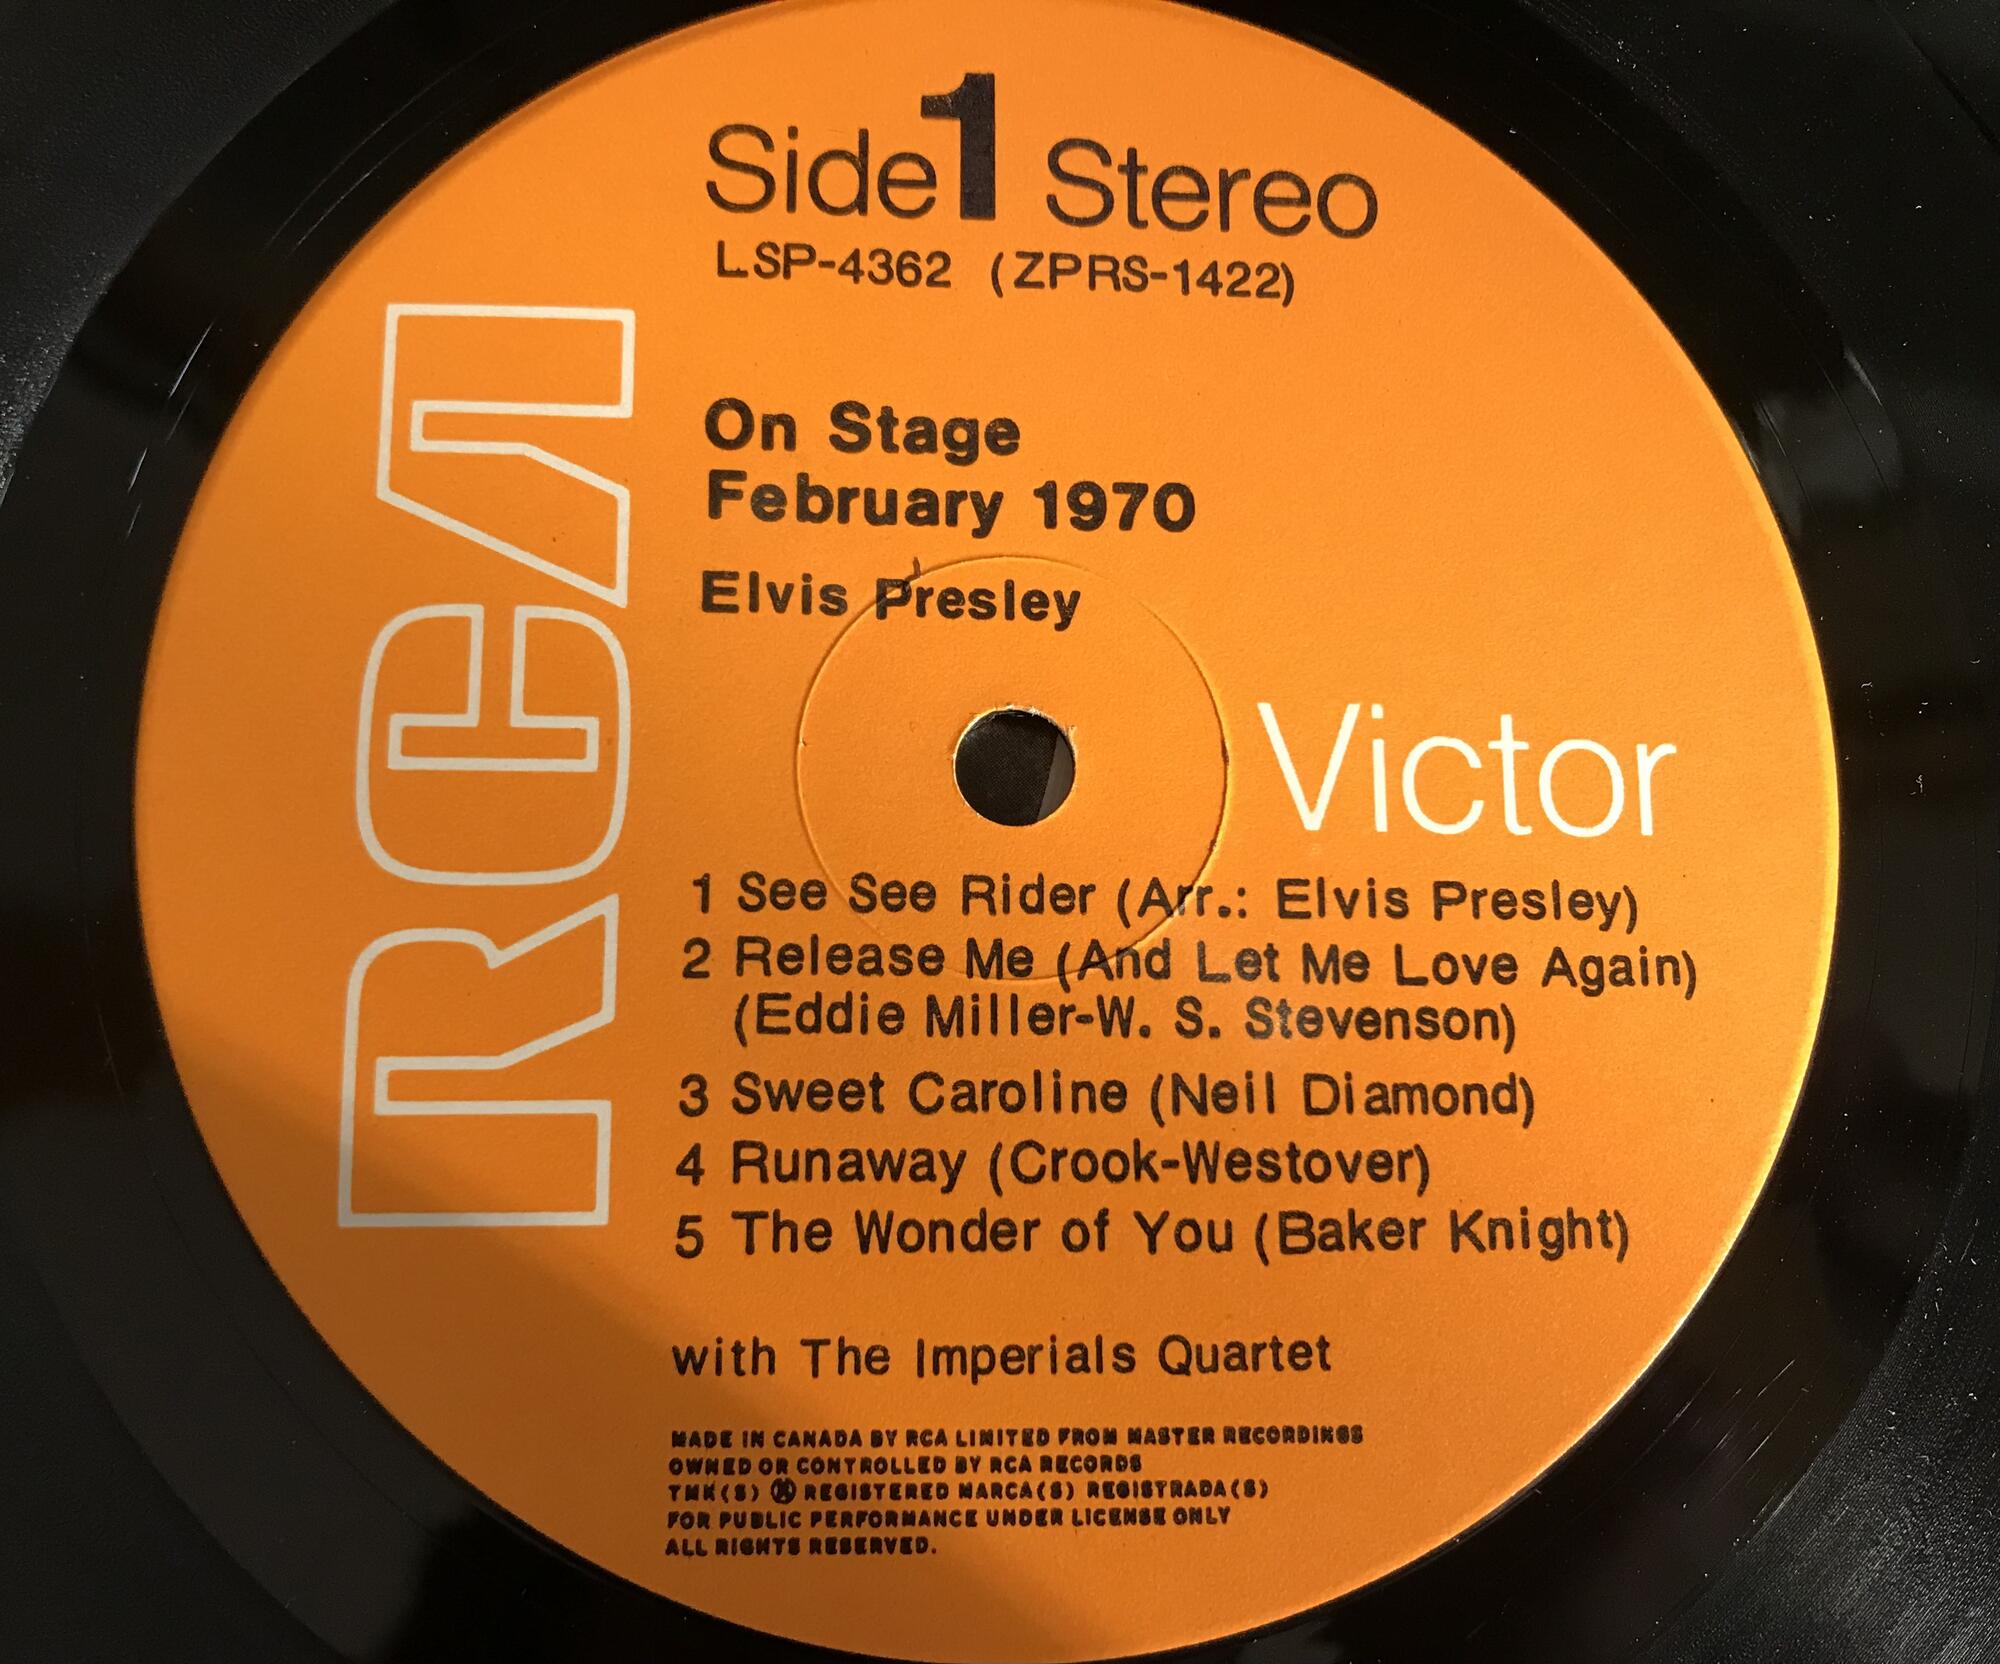 Side 1 Stereo
LSP-4362 (ZPRS-1422)
RCA
On Stage
February 1970
Elvis Presley
Victor
1 See See Rider (Arr.: Elvis Presley)
2 Release Me (And Let Me Love Again)
(Eddie Miller-W. S. Stevenson)
3 Sweet Caroline (Neil Diamond)
4 Runaway (Crook-Westover)
5 The Wonder of You (Baker Knight)
with The Imperials Quartet
MADE IN CANADA BY RCA LIMITED FROM MASTER RECORDINGS
OWNED OR CONTROLLED BY RCA RECORDS
TMK(S) ® REGISTERED MARCA(S) REGISTRADA(S)
FOR PUBLIC PERFORMANCE UNDER LICENSE ONLY
ALL RIGHTS RESERVED.